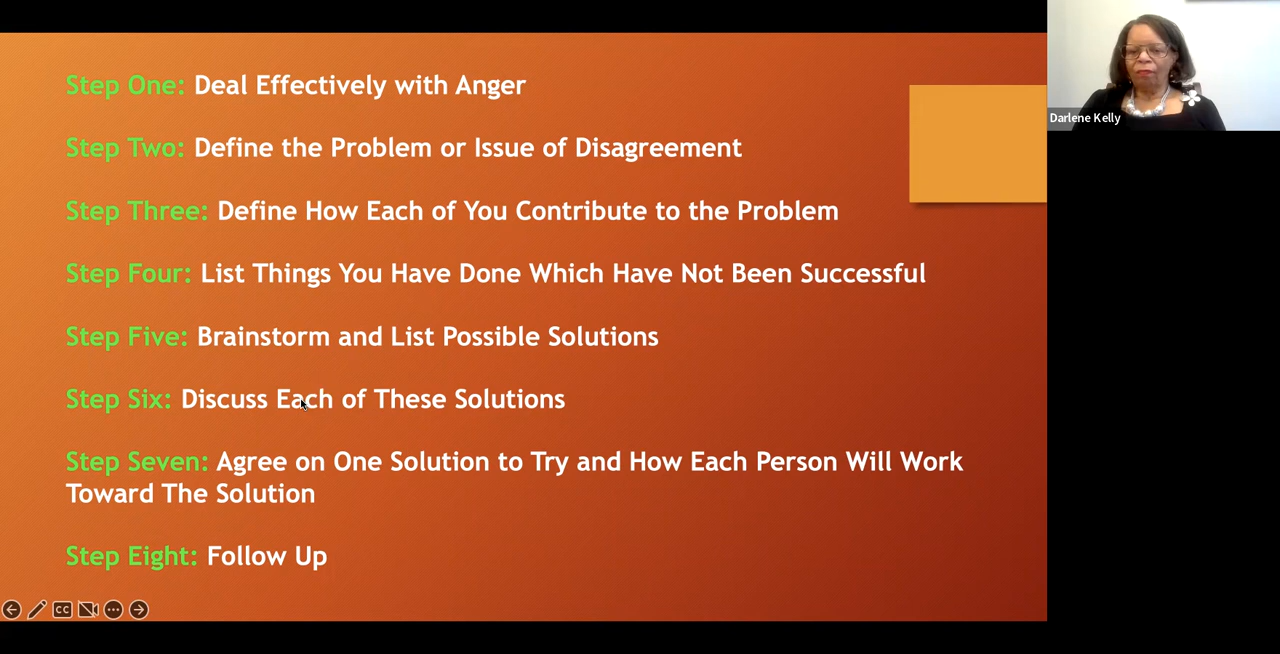 Step One: Deal Effectively with Anger
Step Two: Define the Problem or Issue of Disagreement
Step Three: Define How Each of You Contribute to the Problem
Step Four: List Things You Have Done Which Have Not Been Successful
Step Five: Brainstorm and List Possible Solutions
Step Six: Discuss Each of These Solutions
Step Seven: Agree on One Solution to Try and How Each Person Will Work
Toward The Solution
Step Eight: Follow Up
CC
Darlene Kelly